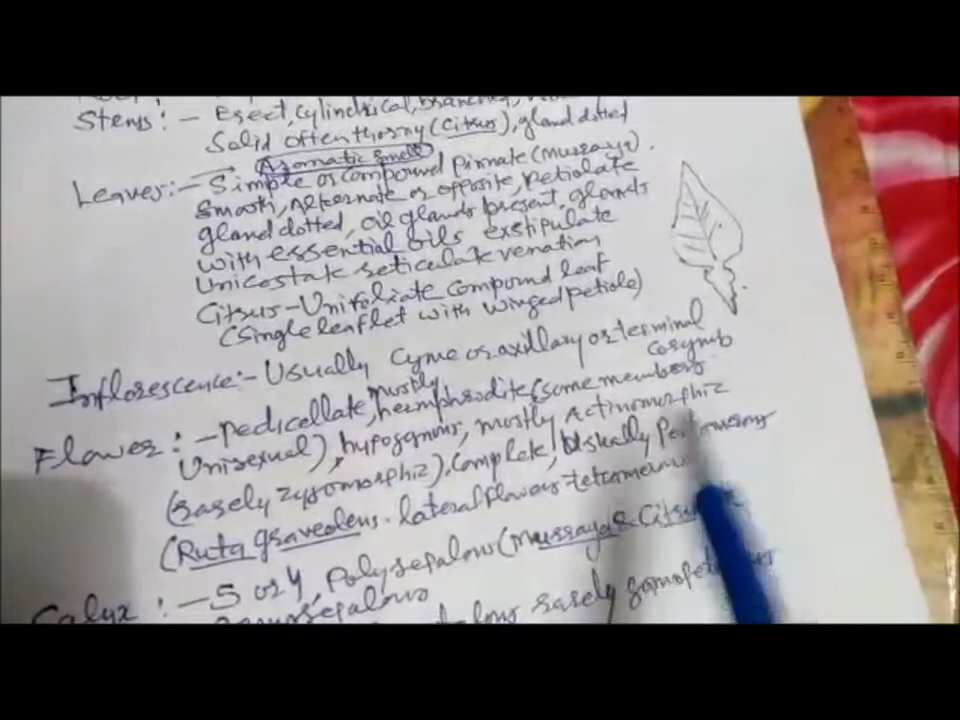 Stems: - Erect, Cylindrical, branched,
Solid often thorny (Citrus), gland dotted
Aromatic smell
Leaves: - Simple or compound pinnate (Murraya).
Smooth, Alternate or opposite, petiolate
gland dotted, oil glands present, glands
with essential oils exstipulate
Unicostate reticulate venation
Citrus - Unifoliate compound leaf
(Single leaflet with winged petiole)
Inflorescence: - Usually Cyme or axillary or terminal
corymb
Flower: - Pedicellate, mostly hermphrodite (some members
Unisexual), hypogynous, mostly Actinomorphic
(rarely zygomorphic), Complete, Usually Pentamerous
(Ruta graveolens. lateral flower tetramerous
Calyx: - 5 or 4, Polysepalous (Murraya & Citrus
rarely gamopetalous